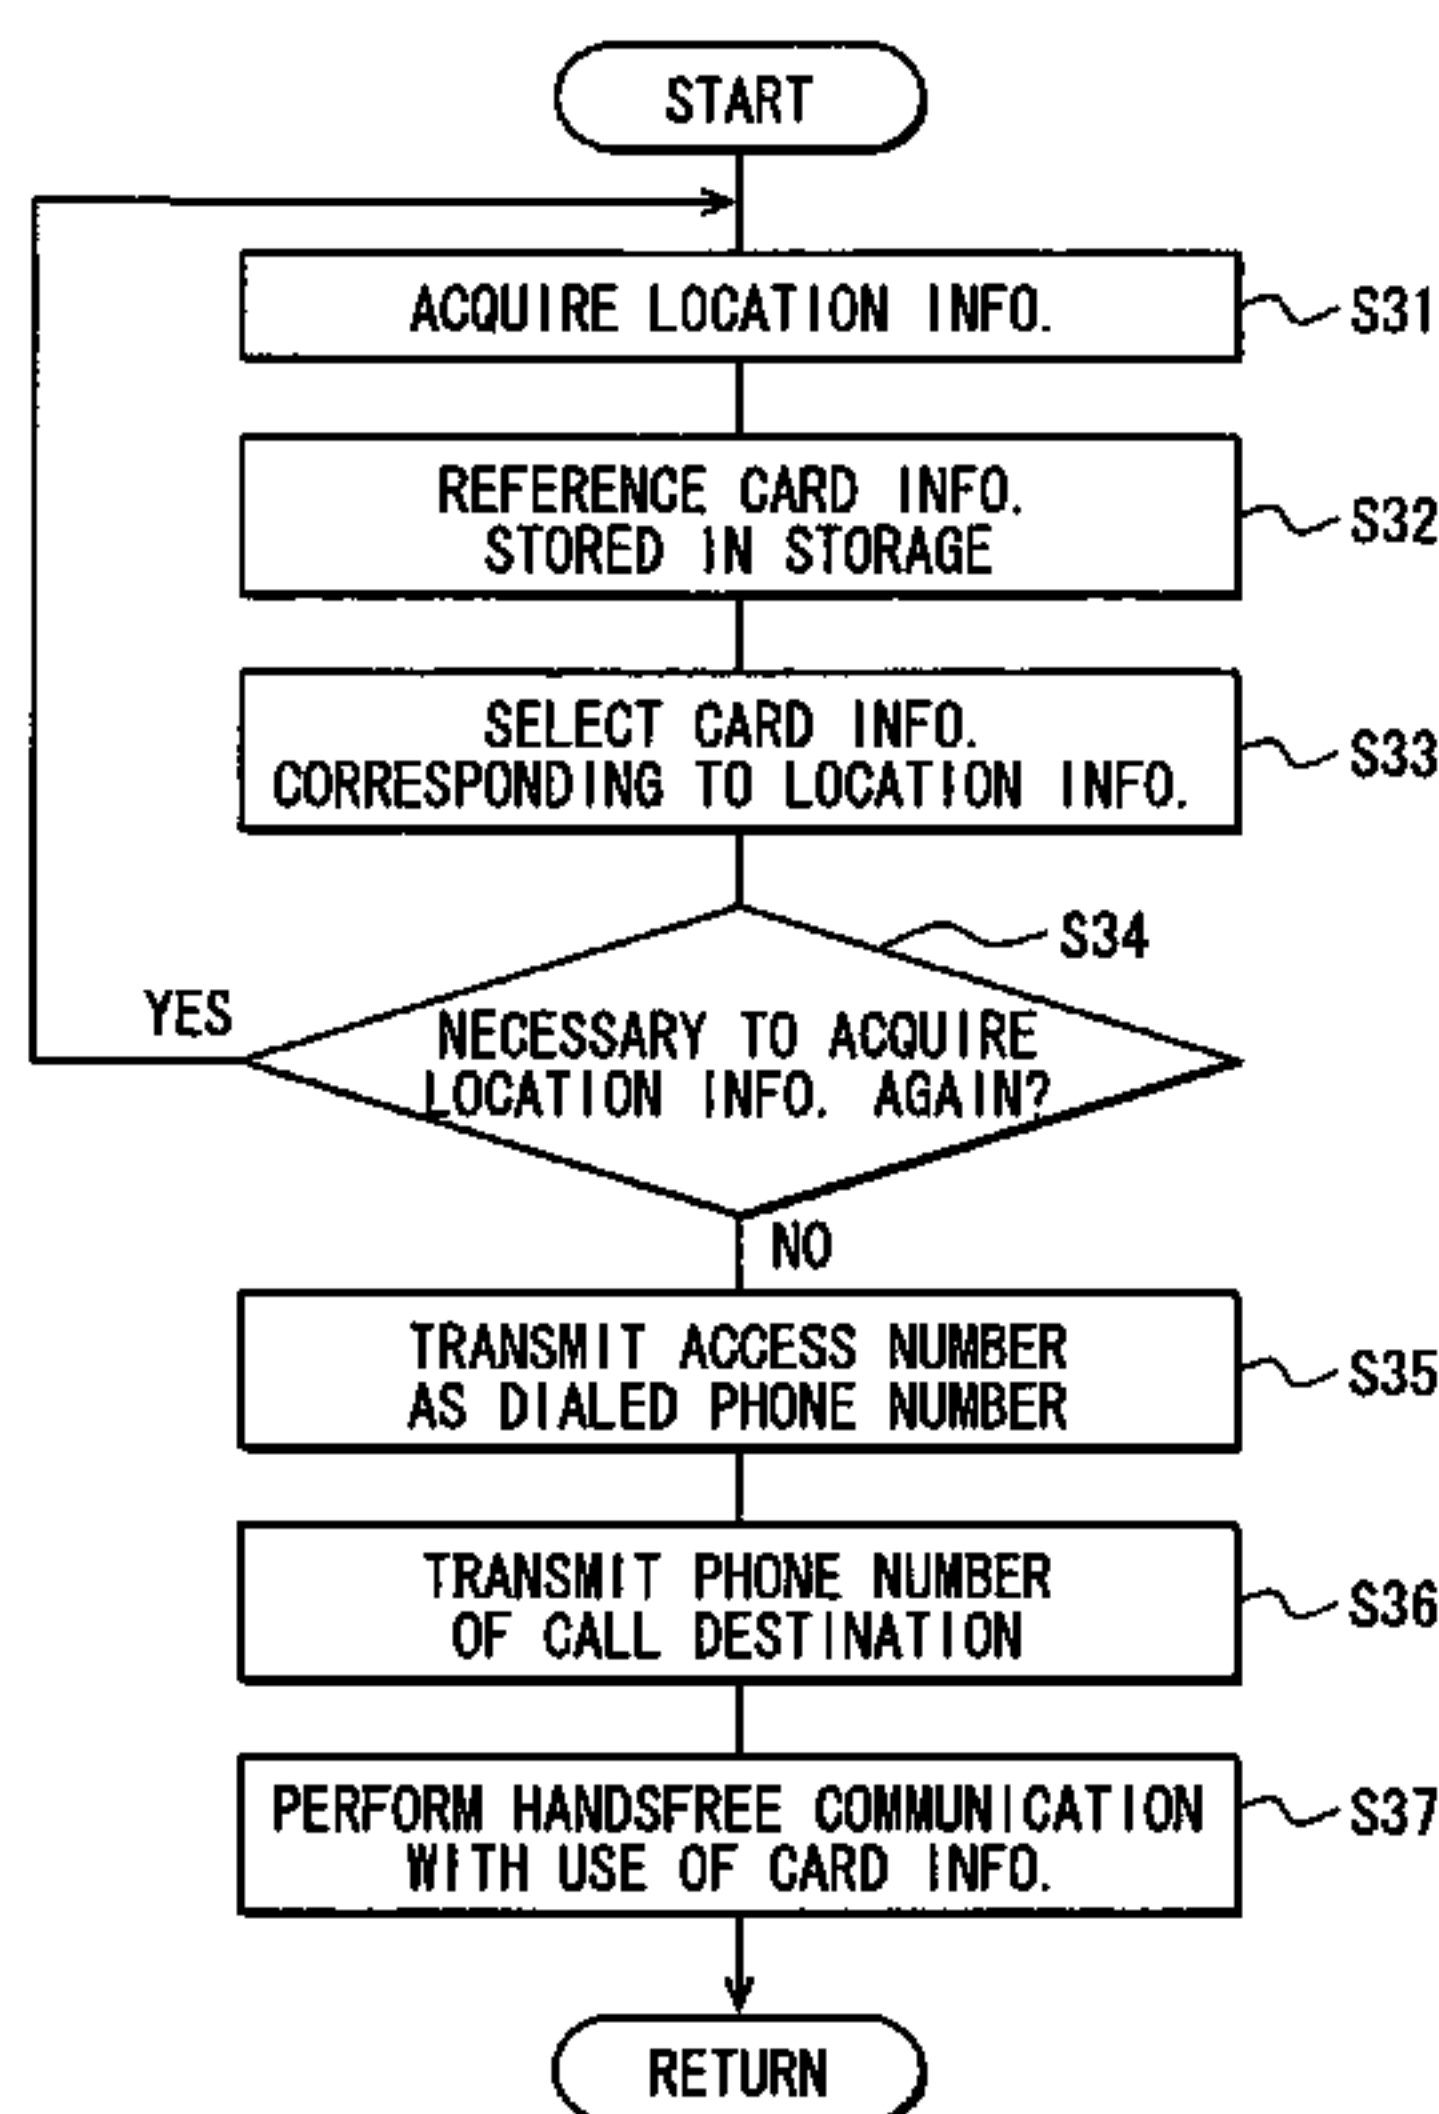 START
ACQUIRE LOCATION INFO.
S31
REFERENCE CARD INFO.
STORED IN STORAGE
S32
SELECT CARD INFO.
CORRESPONDING TO LOCATION INFO.
S33
S34
YES
NECESSARY TO ACQUIRE
LOCATION INFO. AGAIN?
NO
TRANSMIT ACCESS NUMBER
AS DIALED PHONE NUMBER
S35
TRANSMIT PHONE NUMBER
OF CALL DESTINATION
S36
PERFORM HANDSFREE COMMUNICATION
WITH USE OF CARD INFO.
S37
RETURN